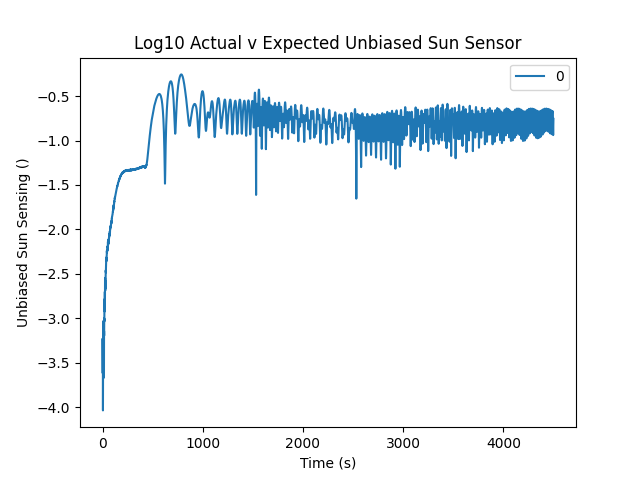 Log10 Actual v Expected Unbiased Sun Sensor
0
−0.5
−1.0
−1.5
−2.0
−2.5
−3.0
−3.5
−4.0
Unbiased Sun Sensing ()
0 1000 2000 3000 4000
Time (s)